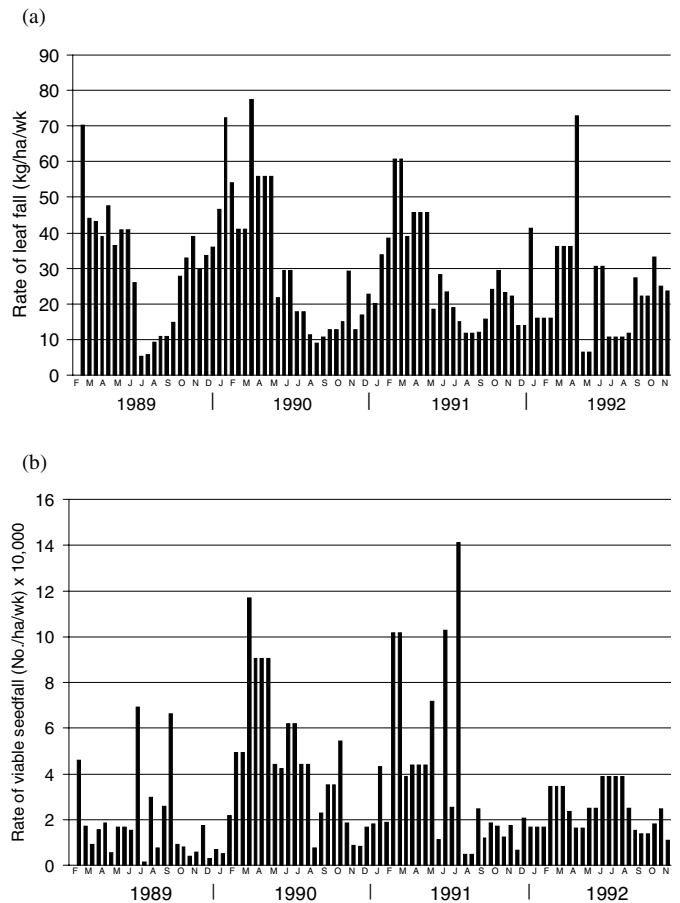 (a)
Rate of leaf fall (kg/ha/wk
90
80
70
60
50
40
30
20
10
0
F M A M J J A S O N D J F M A M J J A S O N D J F M A M J J A S O N D J F M A M J J A S O N
1989 | 1990 | 1991 | 1992
(b)
Rate of viable seedfall (No./ha/wk) x 10,000
16
14
12
10
8
6
4
2
0
F M A M J J A S O N D J F M A M J J A S O N D J F M A M J J A S O N D J F M A M J J A S O N
1989 | 1990 | 1991 | 1992